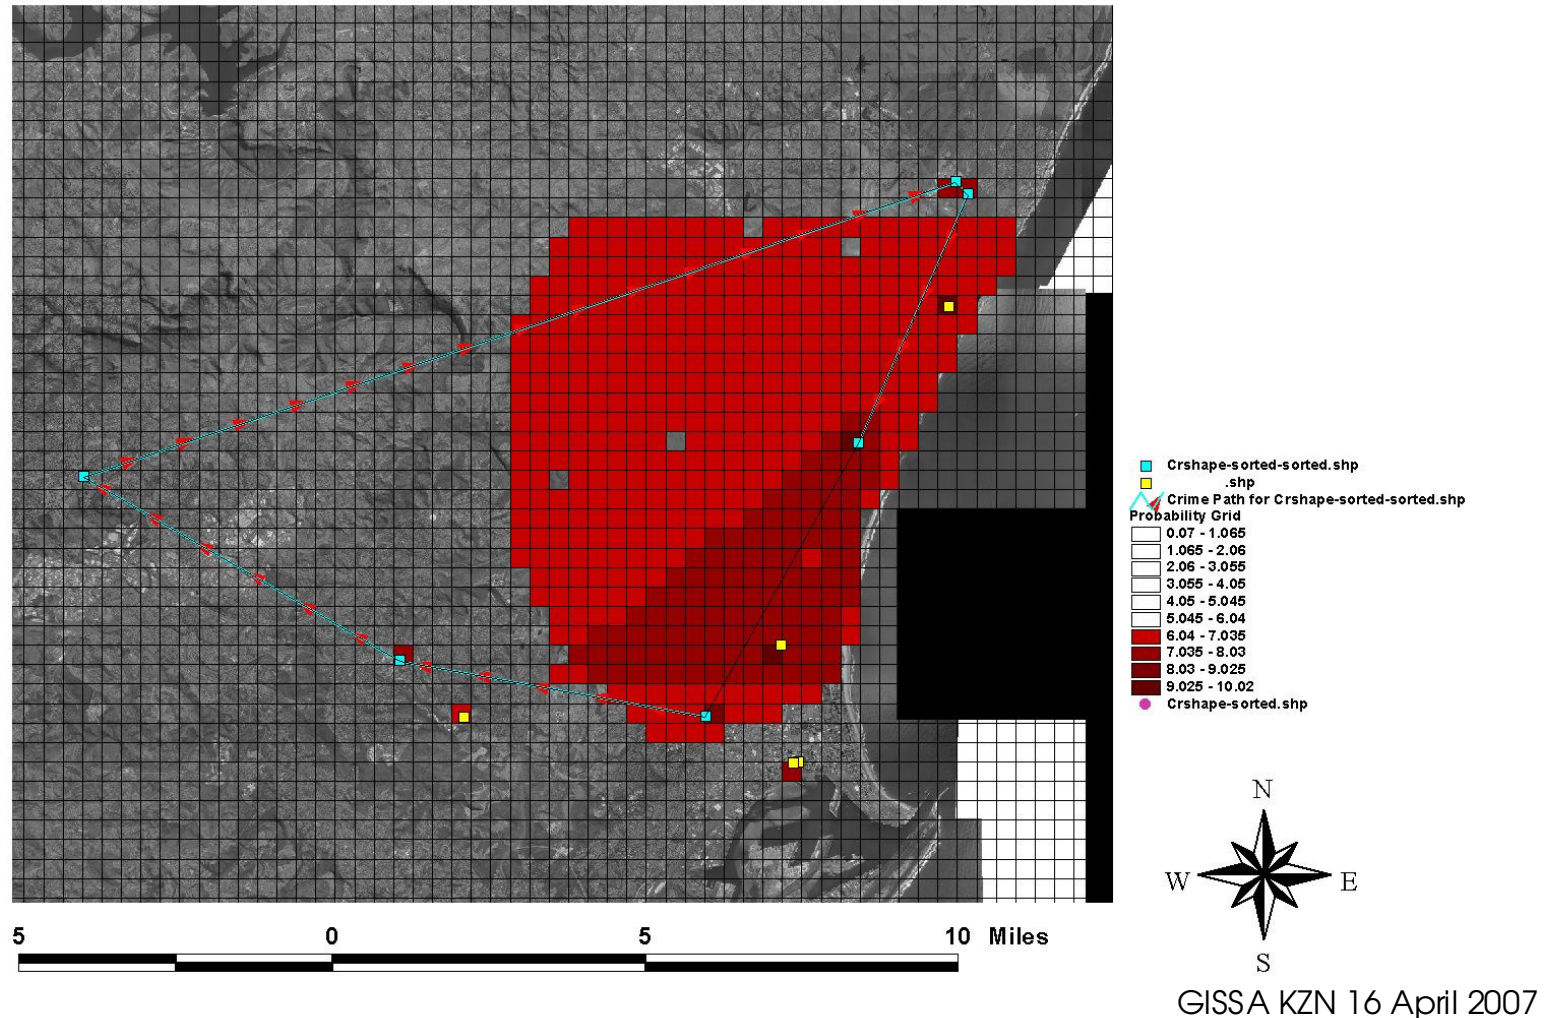 Crshape-sorted-sorted.shp
.shp
Crime Path for Crshape-sorted-sorted.shp
Probability Grid
0.07 - 1.065
1.065 - 2.06
2.06 - 3.055
3.055 - 4.05
4.05 - 5.045
5.045 - 6.04
6.04 - 7.035
7.035 - 8.03
8.03 - 9.025
9.025 - 10.02
Crshape-sorted.shp
N
W E
S
5 0 5 10 Miles
GISSA KZN 16 April 2007